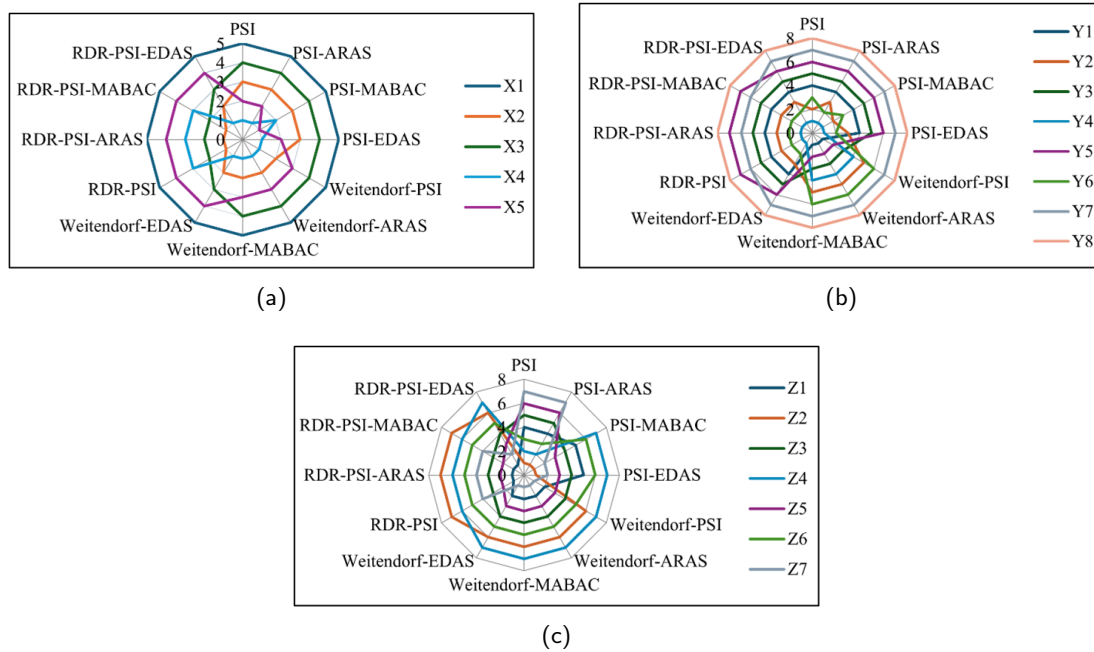 PSI
5
RDR-PSI-EDAS
PSI-ARAS
4
3
RDR-PSI-MABAC
PSI-MABAC
2
1
RDR-PSI-ARAS
0
PSI-EDAS
RDR-PSI
Weitendorf-PSI
Weitendorf-EDAS
Weitendorf-ARAS
Weitendorf-MABAC
X1
X2
X3
X4
X5
(a)
PSI
8
RDR-PSI-EDAS
PSI-ARAS
6
RDR-PSI-MABAC
4
PSI-MABAC
2
RDR-PSI-ARAS
0
PSI-EDAS
RDR-PSI
Weitendorf-PSI
Weitendorf-EDAS
Weitendorf-ARAS
Weitendorf-MABAC
Y1
Y2
Y3
Y4
Y5
Y6
Y7
Y8
(b)
PSI
8
RDR-PSI-EDAS
PSI-ARAS
6
RDR-PSI-MABAC
4
PSI-MABAC
2
RDR-PSI-ARAS
0
PSI-EDAS
RDR-PSI
Weitendorf-PSI
Weitendorf-EDAS
Weitendorf-ARAS
Weitendorf-MABAC
Z1
Z2
Z3
Z4
Z5
Z6
Z7
(c)